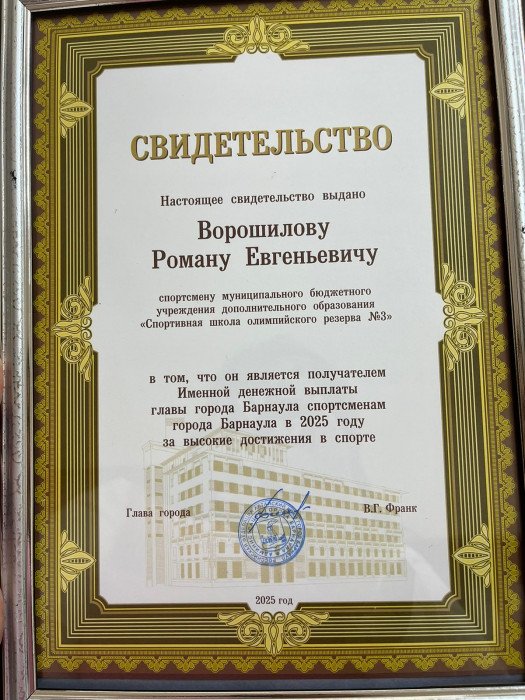 СВИДЕТЕЛЬСТВО
Настоящее свидетельство выдано
Ворошилову
Роману Евгеньевичу
спортсмену муниципального бюджетного
учреждения дополнительного образования
«Спортивная школа олимпийского резерва №3»
в том, что он является получателем
Именной денежной выплаты
главы города Барнаула спортсменам
города Барнаула в 2025 году
за высокие достижения в спорте
Глава города
В.Г. Франк
2025 год